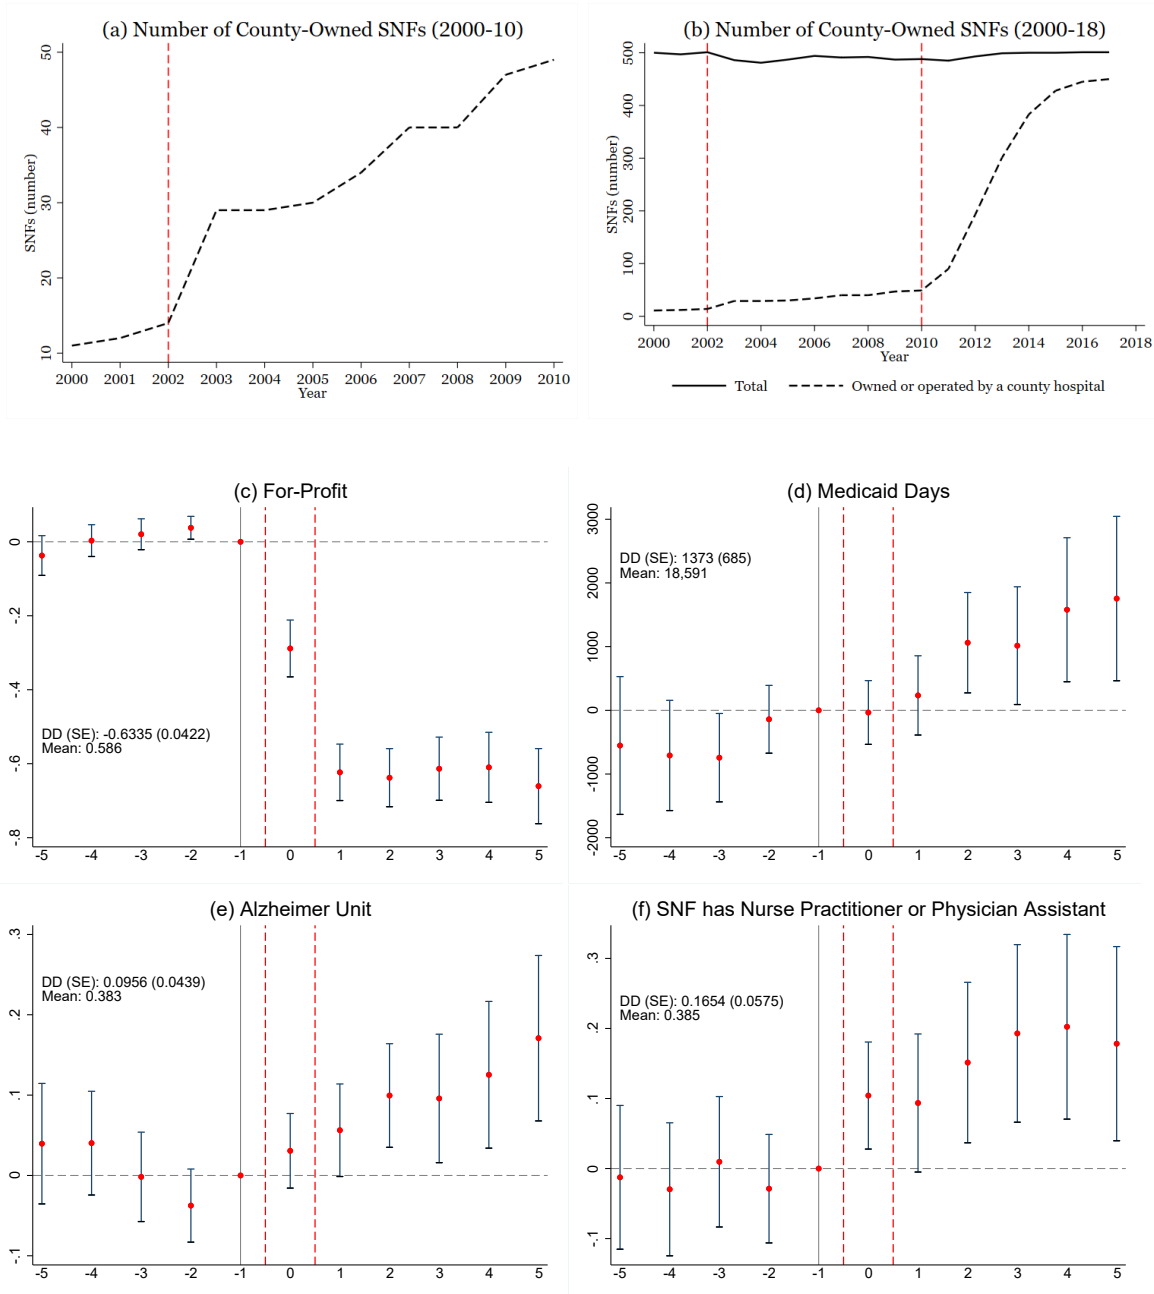 (a) Number of County-Owned SNFs (2000-10)
SNFs (number)
50
40
30
20
10
2000 2001 2002 2003 2004 2005 2006 2007 2008 2009 2010
Year
(b) Number of County-Owned SNFs (2000-18)
SNFs (number)
500
400
300
200
100
0
2000 2002 2004 2006 2008 2010 2012 2014 2016 2018
Year
Total Owned or operated by a county hospital
(c) For-Profit
0
-.2
-.4
-.6
-.8
DD (SE): -0.6335 (0.0422)
Mean: 0.586
-5 -4 -3 -2 -1 0 1 2 3 4 5
(d) Medicaid Days
3000
2000
1000
0
-1000
-2000
DD (SE): 1373 (685)
Mean: 18,591
-5 -4 -3 -2 -1 0 1 2 3 4 5
(e) Alzheimer Unit
.3
.2
.1
0
-.1
DD (SE): 0.0956 (0.0439)
Mean: 0.383
-5 -4 -3 -2 -1 0 1 2 3 4 5
(f) SNF has Nurse Practitioner or Physician Assistant
.3
.2
.1
0
-.1
DD (SE): 0.1654 (0.0575)
Mean: 0.385
-5 -4 -3 -2 -1 0 1 2 3 4 5